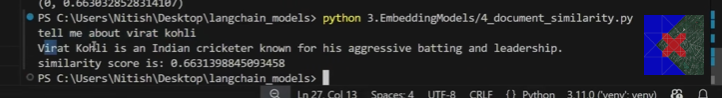 (0, 0.6630328528314107)
PS C:\Users\Nitish\Desktop\langchain_models> python 3.EmbeddingModels/4_document_similarity.py
tell me about virat kohli
Virat Kohli is an Indian cricketer known for his aggressive batting and leadership.
similarity score is: 0.6631398845093458
PS C:\Users\Nitish\Desktop\langchain_models>
Ln 27, Col 13 Spaces: 4 UTF-8 CRLF {} Python 3.11.0 ('venv': venv)